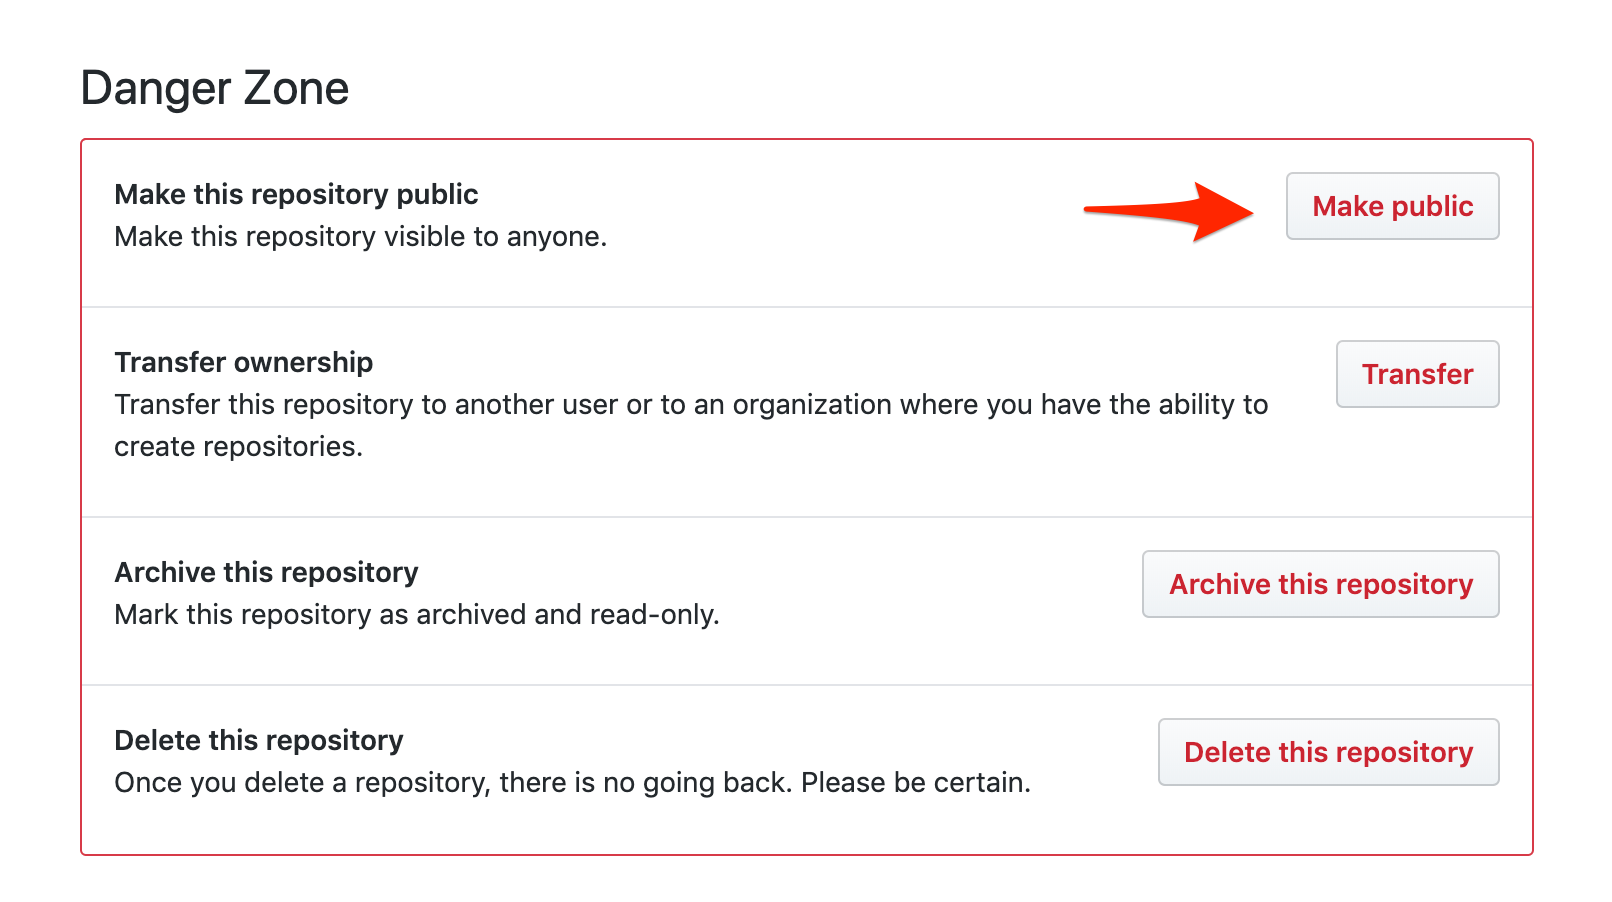 Danger Zone
Make this repository public
Make this repository visible to anyone.
Make public
Transfer ownership
Transfer this repository to another user or to an organization where you have the ability to
create repositories.
Transfer
Archive this repository
Mark this repository as archived and read-only.
Archive this repository
Delete this repository
Once you delete a repository, there is no going back. Please be certain.
Delete this repository